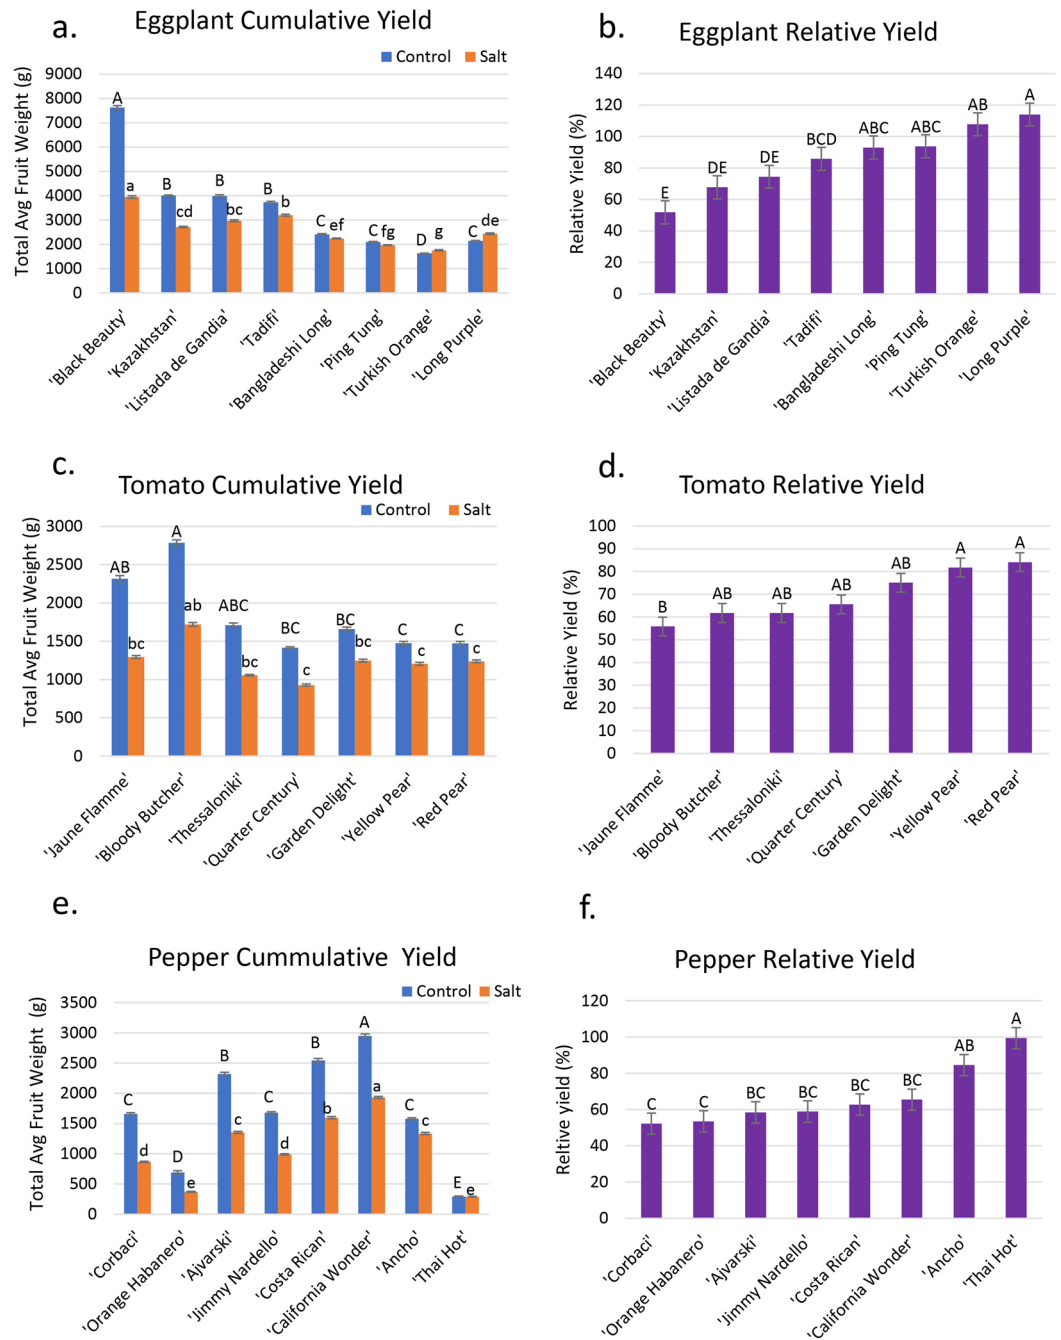 a.
Eggplant Cumulative Yield
Control
Salt
Total Avg Fruit Weight (g)
9000
8000
7000
6000
5000
4000
3000
2000
1000
0
A
a
B
cd
B
bc
B
b
C
ef
C
fg
D
g
C
de
'Black Beauty'
'Kazakhstan'
'Listada de Gandia'
'Tadifi'
'Bangladeshi Long'
'Ping Tung'
'Turkish Orange'
'Long Purple'
b.
Eggplant Relative Yield
Relative Yield (%)
140
120
100
80
60
40
20
0
E
DE
DE
BCD
ABC
ABC
AB
A
'Black Beauty'
'Kazakhstan'
'Listada de Gandia'
'Tadifi'
'Bangladeshi Long'
'Ping Tung'
'Turkish Orange'
'Long Purple'
c.
Tomato Cumulative Yield
Control
Salt
Total Avg Fruit Weight (g)
3000
2500
2000
1500
1000
500
0
AB
bc
A
ab
ABC
bc
BC
c
BC
bc
C
c
C
c
'Jaune Flamme'
'Bloody Butcher'
'Thessaloniki'
'Quarter Century'
'Garden Delight'
'Yellow Pear'
'Red Pear'
d.
Tomato Relative Yield
Relative Yield (%)
100
90
80
70
60
50
40
30
20
10
0
B
AB
AB
AB
AB
A
A
'Jaune Flamme'
'Bloody Butcher'
'Thessaloniki'
'Quarter Century'
'Garden Delight'
'Yellow Pear'
'Red Pear'
e.
Pepper Cummulative Yield
Control
Salt
Total Avg Fruit Weight (g)
3500
3000
2500
2000
1500
1000
500
0
C
d
D
e
B
c
C
d
B
b
A
a
C
c
E
e
'Corbaci'
'Orange Habanero'
'Ajvarski'
'Jimmy Nardello'
'Costa Rican'
'California Wonder'
'Ancho'
'Thai Hot'
f.
Pepper Relative Yield
Reltive yield (%)
120
100
80
60
40
20
0
C
C
BC
BC
BC
BC
AB
A
'Corbaci'
'Orange Habanero'
'Ajvarski'
'Jimmy Nardello'
'Costa Rican'
'California Wonder'
'Ancho'
'Thai Hot'